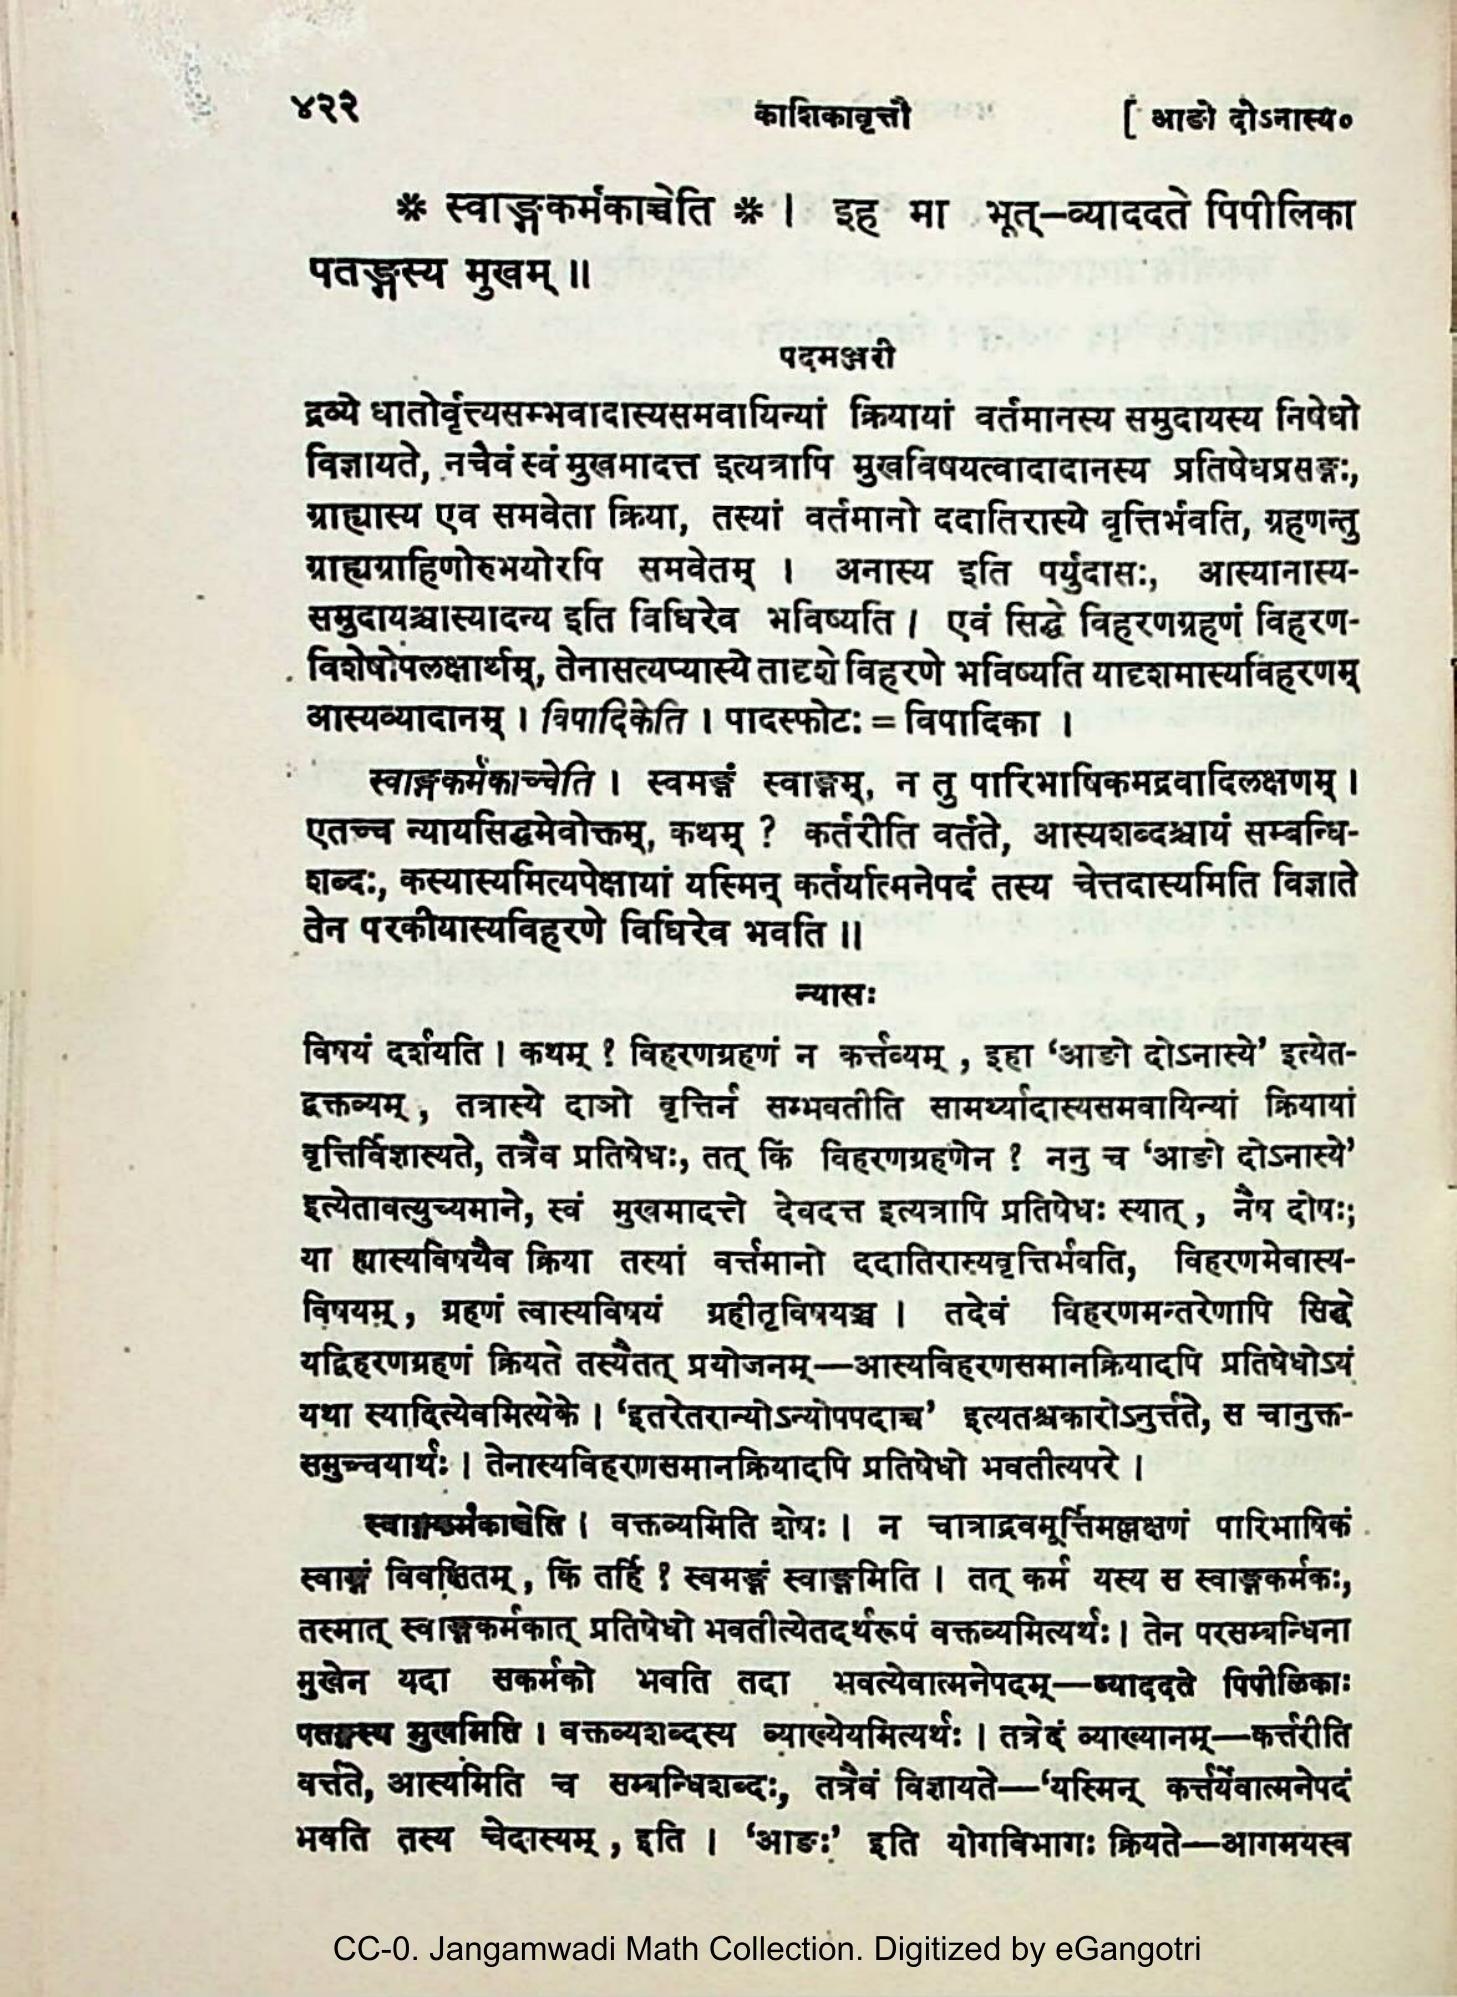 ४२२ काशिकावृत्तौ [ आङो दोऽनास्य०
* स्वाङ्गकर्मकाच्चेति * । इह मा भूत्–व्याददते पिपीलिका
पतङ्गस्य मुखम् ॥
पदमञ्जरी
द्रव्ये धातोर्वृत्त्यसम्भवादास्यसमवायिन्यां क्रियायां वर्तमानस्य समुदायस्य निषेधो
विज्ञायते, नचैवं स्वं मुखमादत्त इत्यत्रापि मुखविषयत्वादादानस्य प्रतिषेधप्रसङ्गः,
ग्राह्यास्य एव समवेता क्रिया, तस्यां वर्तमानो ददातिरास्ये वृत्तिर्भवति, ग्रहणन्तु
ग्राह्यग्राहिणोरुभयोरपि समवेतम् । अनास्य इति पर्युदासः, आस्यानास्य-
समुदायश्चास्यादन्य इति विधिरेव भविष्यति । एवं सिद्धे विहरणग्रहणं विहरण-
विशेषोपलक्षार्थम्, तेनासत्यप्यास्ये तादृशे विहरणे भविष्यति यादृशमास्यविहरणम्
आस्यव्यादानम् । विपादिकेति । पादस्फोटः = विपादिका ।
स्वाङ्गकर्मकाच्चेति । स्वमङ्गं स्वाङ्गम्, न तु पारिभाषिकमद्रवादिलक्षणम् ।
एतच्च न्यायसिद्धमेवोक्तम्, कथम् ? कर्तरीति वर्तते, आस्यशब्दश्चायं सम्बन्धि-
शब्दः, कस्यास्यमित्यपेक्षायां यस्मिन् कर्तर्यात्मनेपदं तस्य चेत्तदास्यमिति विज्ञाते
तेन परकीयास्यविहरणे विधिरेव भवति ॥
न्यासः
विषयं दर्शयति । कथम् ? विहरणग्रहणं न कर्त्तव्यम् , इहा ‘आङो दोऽनास्ये’ इत्येत-
द्वक्तव्यम् , तत्रास्ये दाञो वृत्तिर्न सम्भवतीति सामर्थ्यादास्यसमवायिन्यां क्रियायां
वृत्तिर्विज्ञास्यते, तत्रैव प्रतिषेधः, तत् किं विहरणग्रहणेन ? ननु च ‘आङो दोऽनास्ये’
इत्येतावत्युच्यमाने, स्वं मुखमादत्ते देवदत्त इत्यत्रापि प्रतिषेधः स्यात् , नैष दोषः;
या ह्यास्यविषयैव क्रिया तस्यां वर्त्तमानो ददातिरास्यवृत्तिर्भवति, विहरणमेवास्य-
विषयम् , ग्रहणं त्वास्यविषयं ग्रहीतृविषयञ्च । तदेवं विहरणमन्तरेणापि सिद्धे
यद्विहरणग्रहणं क्रियते तस्यैतत् प्रयोजनम्—आस्यविहरणसमानक्रियादपि प्रतिषेधोऽयं
यथा स्यादित्येवमित्येके । ‘इतरेतरान्योऽन्योपपदाच्च’ इत्यतश्चकारोऽनुर्त्तते, स चानुक्त-
समुच्चयार्थः । तेनास्यविहरणसमानक्रियादपि प्रतिषेधो भवतीत्यपरे ।
स्वाङ्गकर्मकाच्चेति । वक्तव्यमिति शेषः । न चात्राद्रवमूर्त्तिमल्लक्षणं पारिभाषिकं
स्वाङ्गं विवक्षितम् , किं तर्हि ? स्वमङ्गं स्वाङ्गमिति । तत् कर्म यस्य स स्वाङ्गकर्मकः,
तस्मात् स्वाङ्गकर्मकात् प्रतिषेधो भवतीत्येतदर्थरूपं वक्तव्यमित्यर्थः । तेन परसम्बन्धिना
मुखेन यदा सकर्मको भवति तदा भवत्येवात्मनेपदम्—व्याददते पिपीलिकाः
पतङ्गस्य मुखमिति । वक्तव्यशब्दस्य व्याख्येयमित्यर्थः । तत्रेदं व्याख्यानम्—कर्त्तरीति
वर्त्तते, आस्यमिति च सम्बन्धिशब्दः, तत्रैवं विज्ञायते—‘यस्मिन् कर्त्तर्येवात्मनेपदं
भवति तस्य चेदास्यम् , इति । ‘आङः’ इति योगविभागः क्रियते—आगमयस्व
CC-0. Jangamwadi Math Collection. Digitized by eGangotri